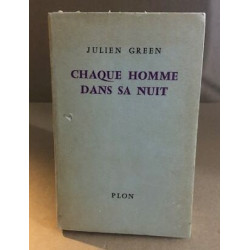 JULIEN GREEN
CHAQUE HOMME
DANS SA NUIT
PLON